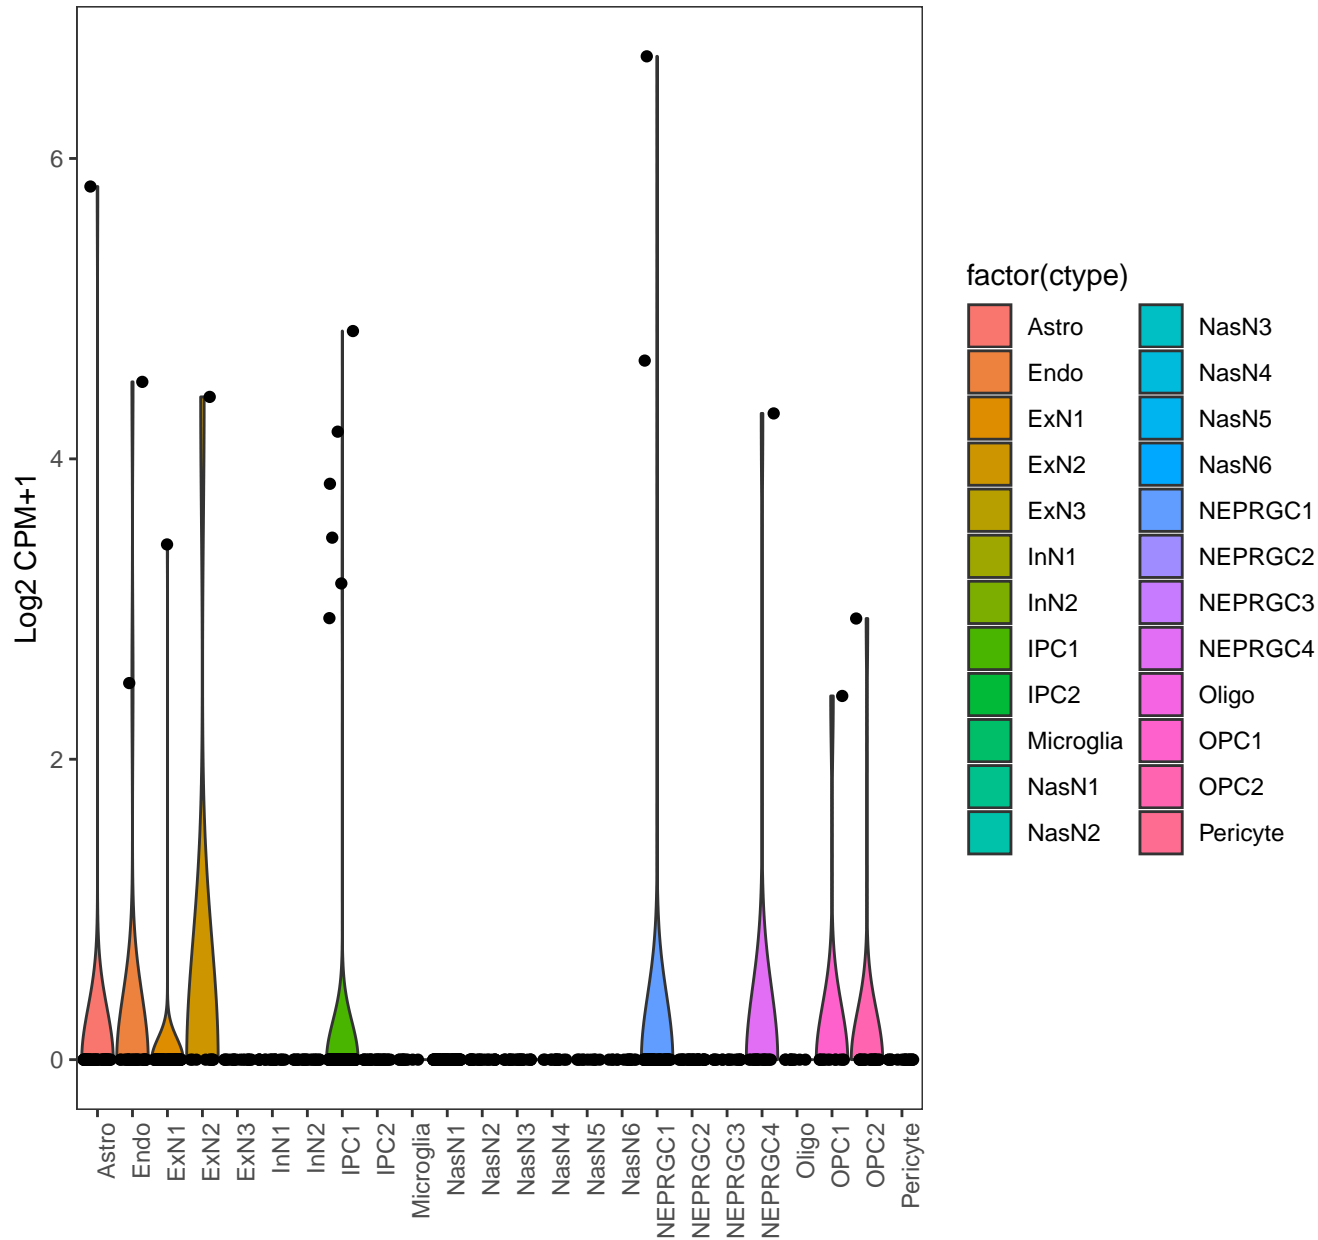 Log2 CPM+1
6
4
2
0
Astro
Endo
ExN1
ExN2
ExN3
InN1
InN2
IPC1
IPC2
Microglia
NasN1
NasN2
NasN3
NasN4
NasN5
NasN6
NEPRGC1
NEPRGC2
NEPRGC3
NEPRGC4
Oligo
OPC1
OPC2
Pericyte
factor(ctype)
Astro
Endo
ExN1
ExN2
ExN3
InN1
InN2
IPC1
IPC2
Microglia
NasN1
NasN2
NasN3
NasN4
NasN5
NasN6
NEPRGC1
NEPRGC2
NEPRGC3
NEPRGC4
Oligo
OPC1
OPC2
Pericyte